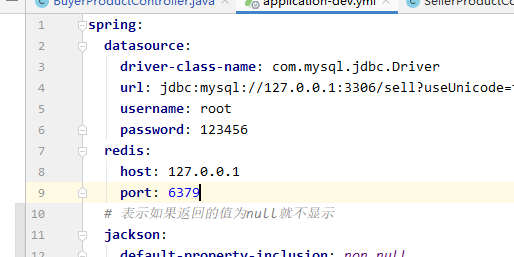 BuyerProductController.java
application-dev.yml
SellerProductCo
1 spring:
2 datasource:
3 driver-class-name: com.mysql.jdbc.Driver
4 url: jdbc:mysql://127.0.0.1:3306/sell?useUnicode=
5 username: root
6 password: 123456
7 redis:
8 host: 127.0.0.1
9 port: 6379
10 # 表示如果返回的值为null就不显示
11 jackson:
12 default-property-inclusion: non_null